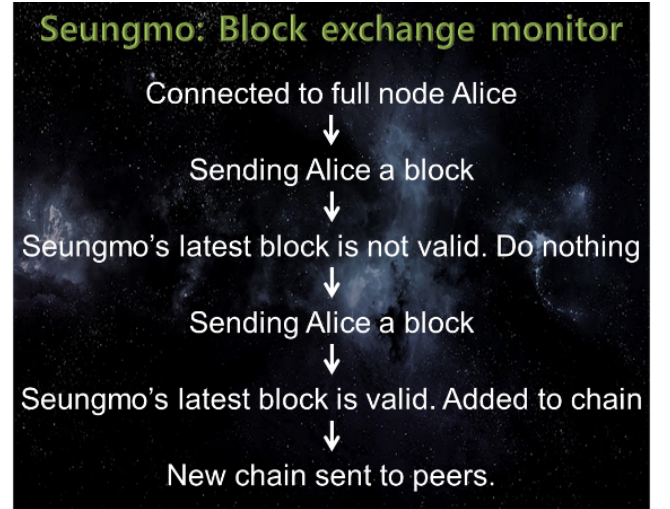 Seungmo: Block exchange monitor
Connected to full node Alice
Sending Alice a block
Seungmo's latest block is not valid. Do nothing
Sending Alice a block
Seungmo's latest block is valid. Added to chain
New chain sent to peers.